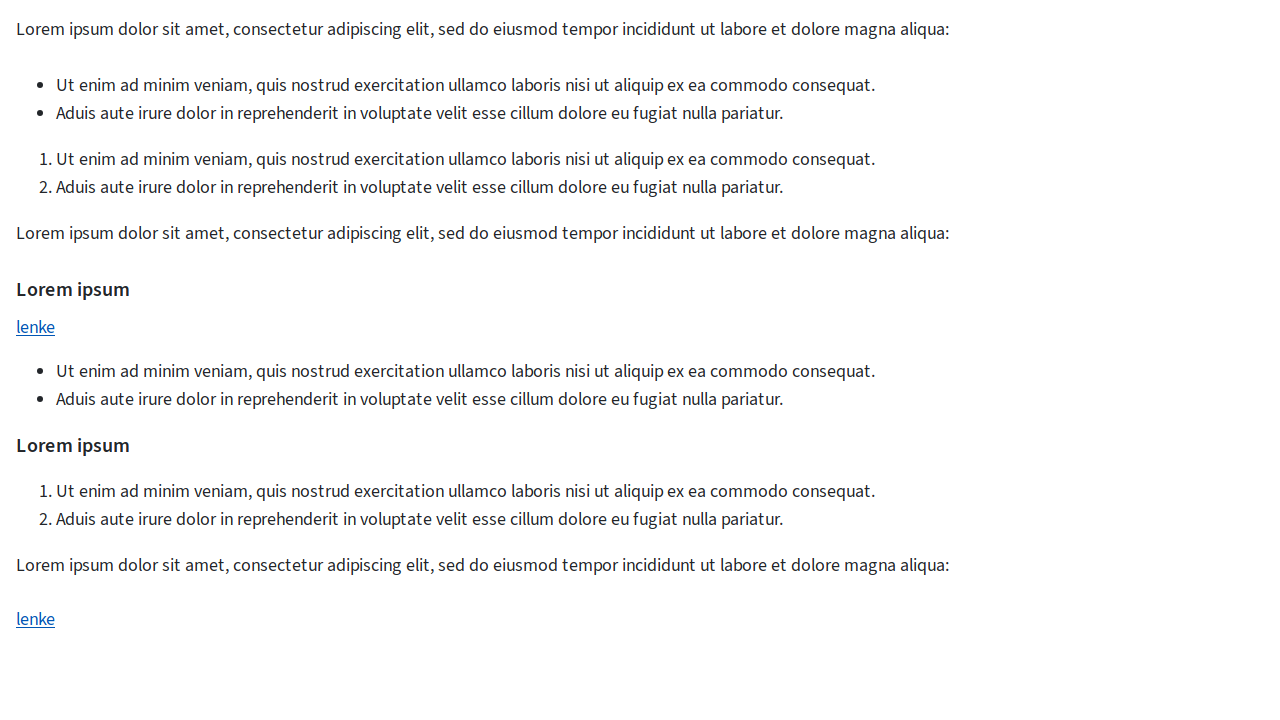 Lorem ipsum dolor sit amet, consectetur adipiscing elit, sed do eiusmod tempor incididunt ut labore et dolore magna aliqua:
• Ut enim ad minim veniam, quis nostrud exercitation ullamco laboris nisi ut aliquip ex ea commodo consequat.
• Aduis aute irure dolor in reprehenderit in voluptate velit esse cillum dolore eu fugiat nulla pariatur.
1. Ut enim ad minim veniam, quis nostrud exercitation ullamco laboris nisi ut aliquip ex ea commodo consequat.
2. Aduis aute irure dolor in reprehenderit in voluptate velit esse cillum dolore eu fugiat nulla pariatur.
Lorem ipsum dolor sit amet, consectetur adipiscing elit, sed do eiusmod tempor incididunt ut labore et dolore magna aliqua:
Lorem ipsum
lenke
• Ut enim ad minim veniam, quis nostrud exercitation ullamco laboris nisi ut aliquip ex ea commodo consequat.
• Aduis aute irure dolor in reprehenderit in voluptate velit esse cillum dolore eu fugiat nulla pariatur.
Lorem ipsum
1. Ut enim ad minim veniam, quis nostrud exercitation ullamco laboris nisi ut aliquip ex ea commodo consequat.
2. Aduis aute irure dolor in reprehenderit in voluptate velit esse cillum dolore eu fugiat nulla pariatur.
Lorem ipsum dolor sit amet, consectetur adipiscing elit, sed do eiusmod tempor incididunt ut labore et dolore magna aliqua:
lenke